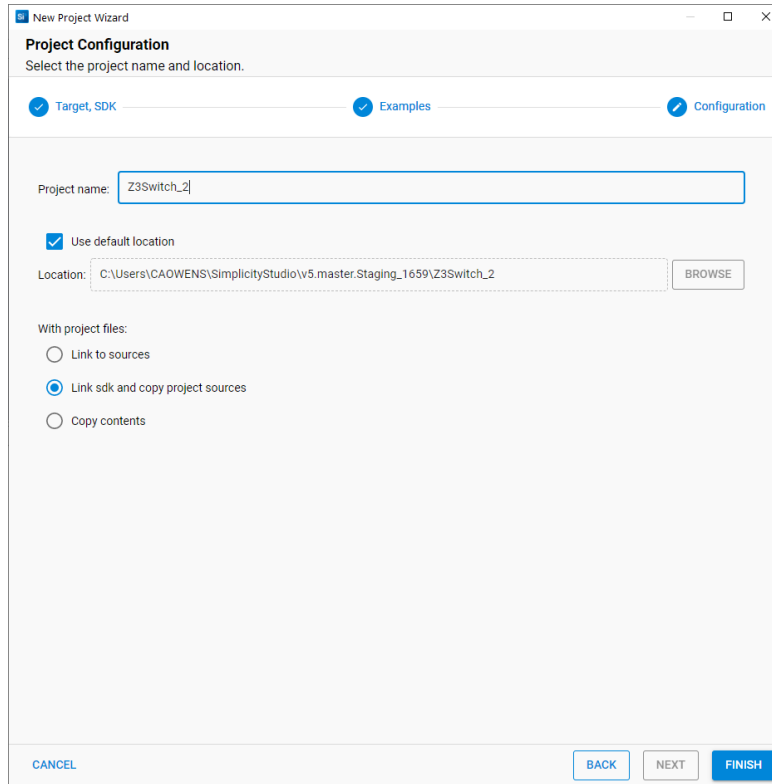 Si New Project Wizard
Project Configuration
Select the project name and location.
Target, SDK Examples Configuration
Project name: Z3Switch_2
Use default location
Location: C:\Users\CAOWENS\SimplicityStudio\v5.master.Staging_1659\Z3Switch_2 BROWSE
With project files:
Link to sources
Link sdk and copy project sources
Copy contents
CANCEL BACK NEXT FINISH